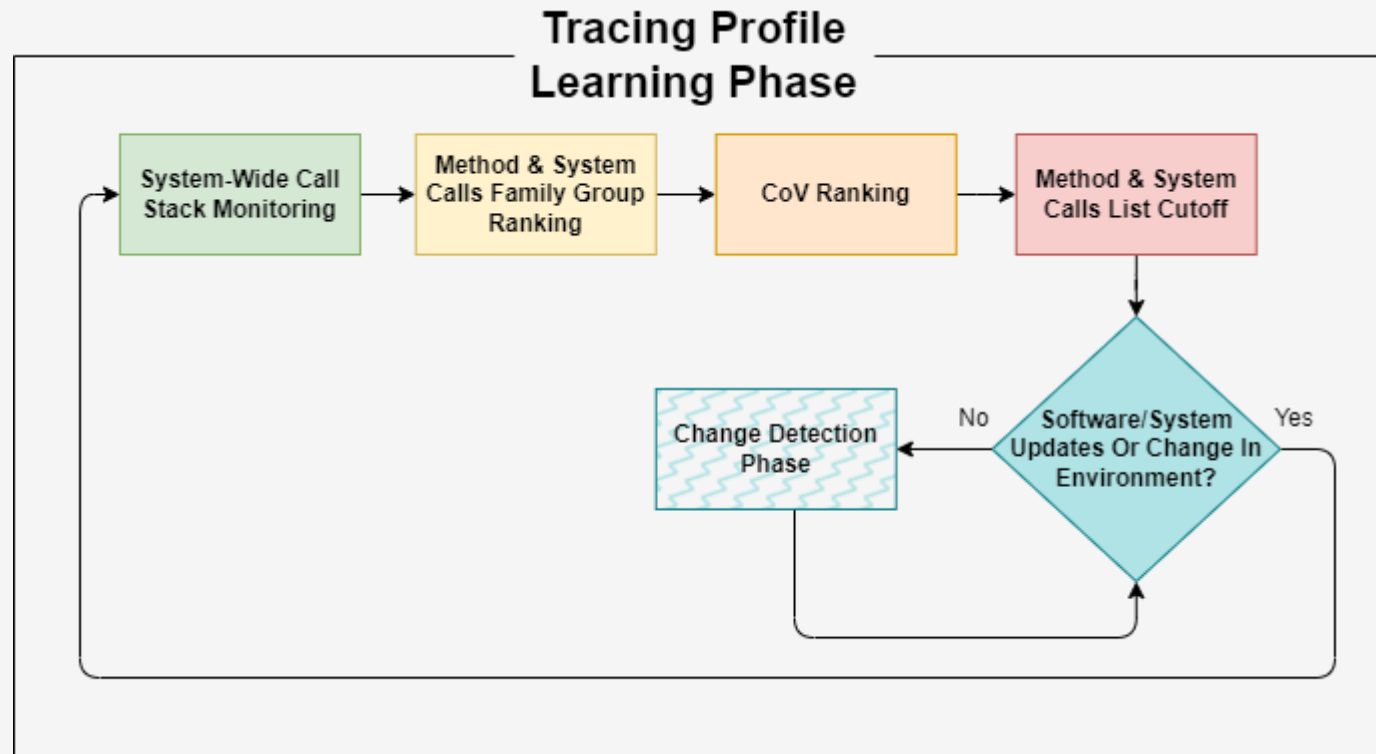 Tracing Profile
Learning Phase
System-Wide Call
Stack Monitoring
Method & System
Calls Family Group
Ranking
CoV Ranking
Method & System
Calls List Cutoff
Software/System
Updates Or Change In
Environment?
No
Yes
Change Detection
Phase